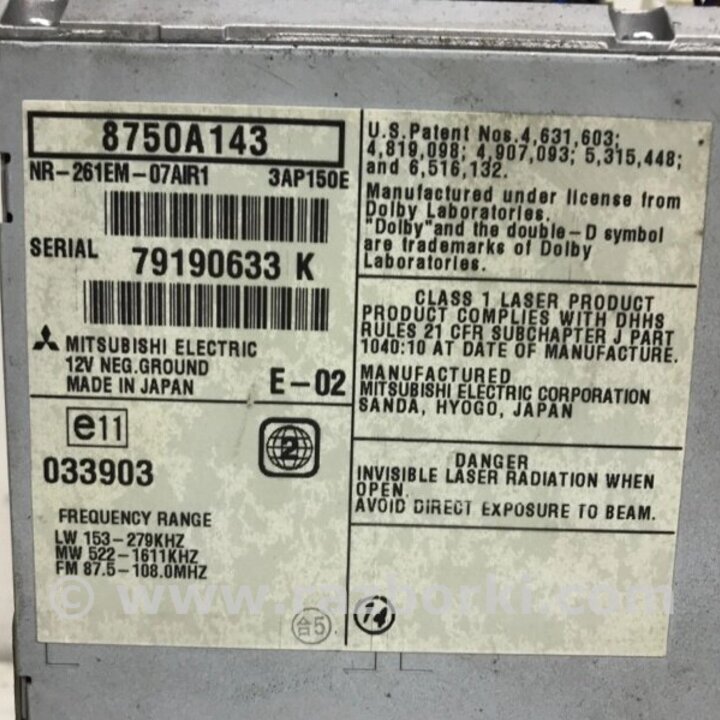 8750A143
NR-261EM-07AIR1 3AP150E
SERIAL 79190633 K
MITSUBISHI ELECTRIC
12V NEG.GROUND
MADE IN JAPAN E-02
e11
2
033903
FREQUENCY RANGE
LW 153-279KHZ
MW 522-1611KHZ
FM 87.5-108.0MHZ
合5
14
U.S.Patent Nos.4,631,603;
4,819,098; 4,907,093; 5,315,448;
and 6,516,132.
Manufactured under license from
Dolby Laboratories.
"Dolby"and the double-D symbol
are trademarks of Dolby
Laboratories.
CLASS 1 LASER PRODUCT
PRODUCT COMPLIES WITH DHHS
RULES 21 CFR SUBCHAPTER J PART
1040:10 AT DATE OF MANUFACTURE.
MANUFACTURED
MITSUBISHI ELECTRIC CORPORATION
SANDA, HYOGO, JAPAN
DANGER
INVISIBLE LASER RADIATION WHEN
OPEN.
AVOID DIRECT EXPOSURE TO BEAM.
© www.razborki.com